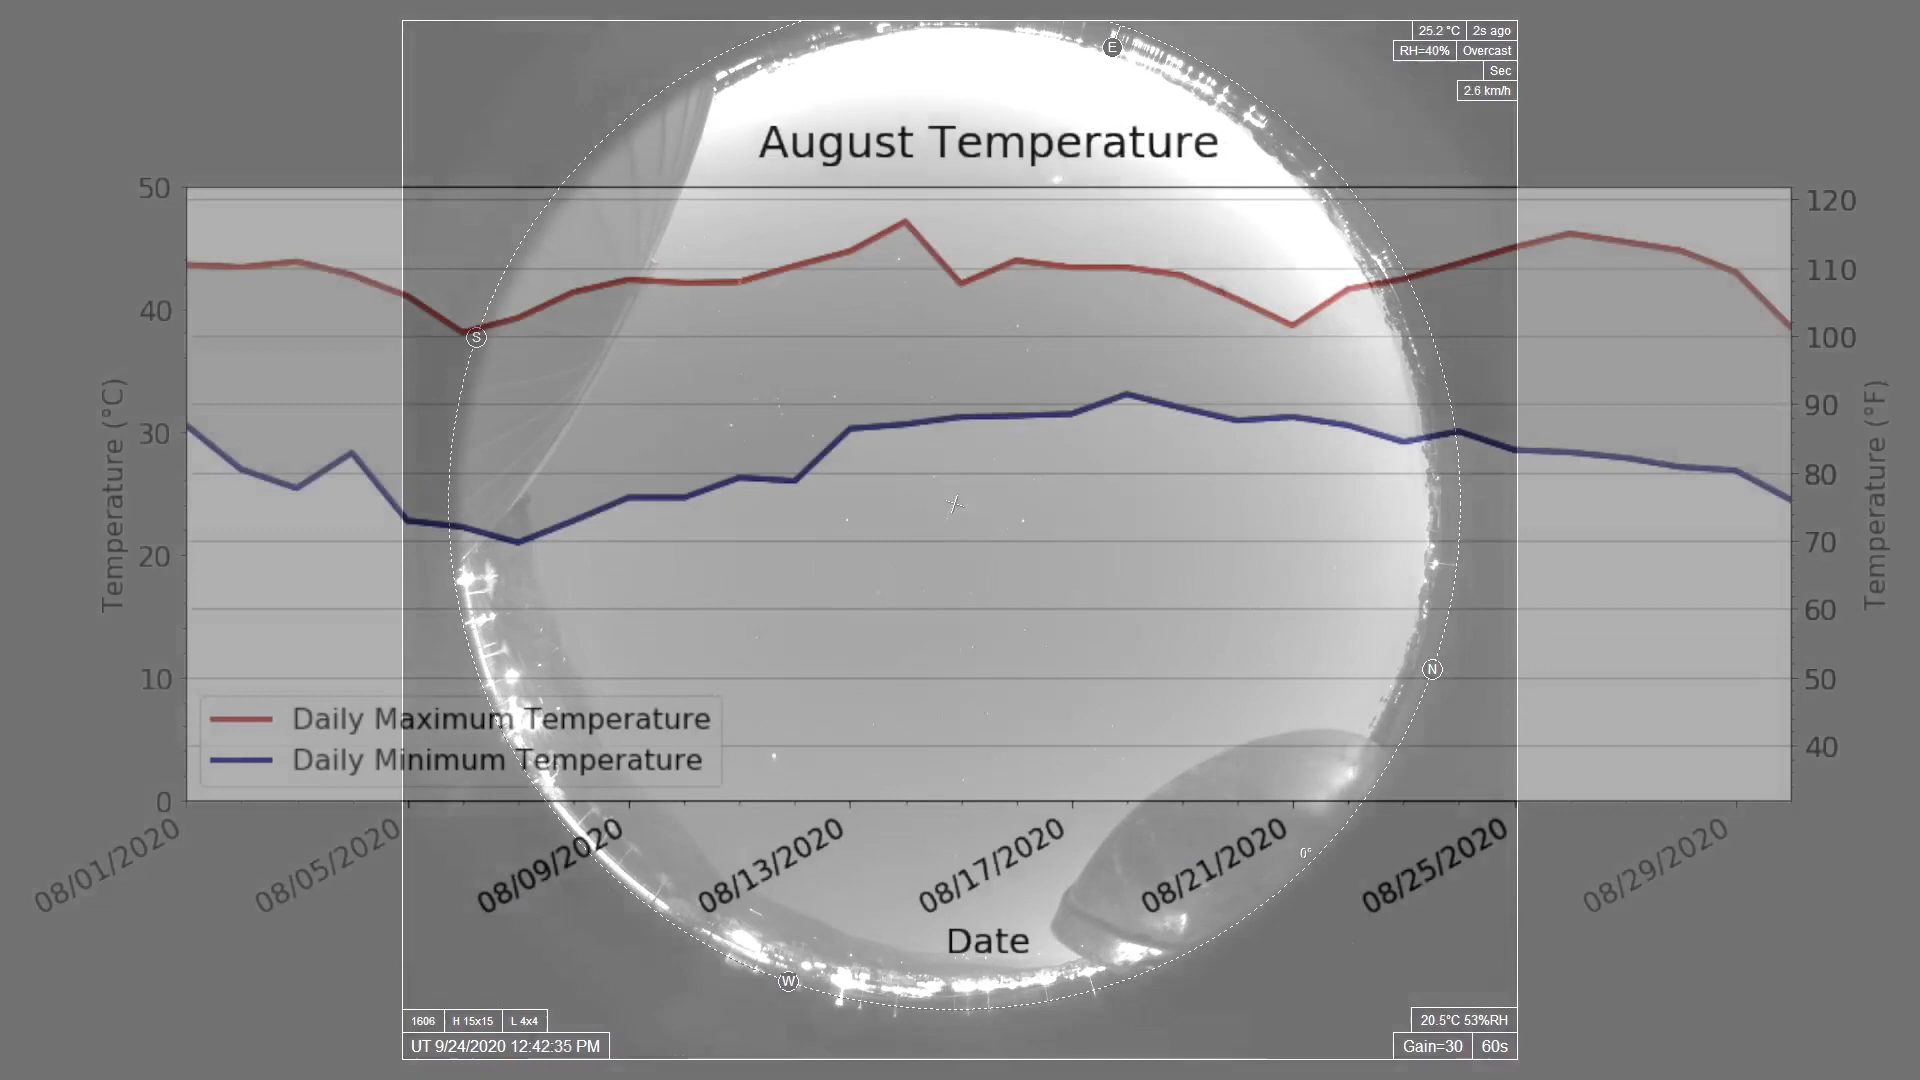 E
25.2 °C 2s ago
RH=40% Overcast
Sec
2.6 km/h
August Temperature
50 120
110
40
S
100
Temperature (°C)
30 90
Temperature (°F)
80
20 70
60
N
10 50
Daily Maximum Temperature
Daily Minimum Temperature
40
0
08/01/2020 08/05/2020 08/09/2020 08/13/2020 08/17/2020 08/21/2020 08/25/2020 08/29/2020
0°
Date
W
1606 H 15x15 L 4x4
20.5°C 53%RH
UT 9/24/2020 12:42:35 PM
Gain=30 60s